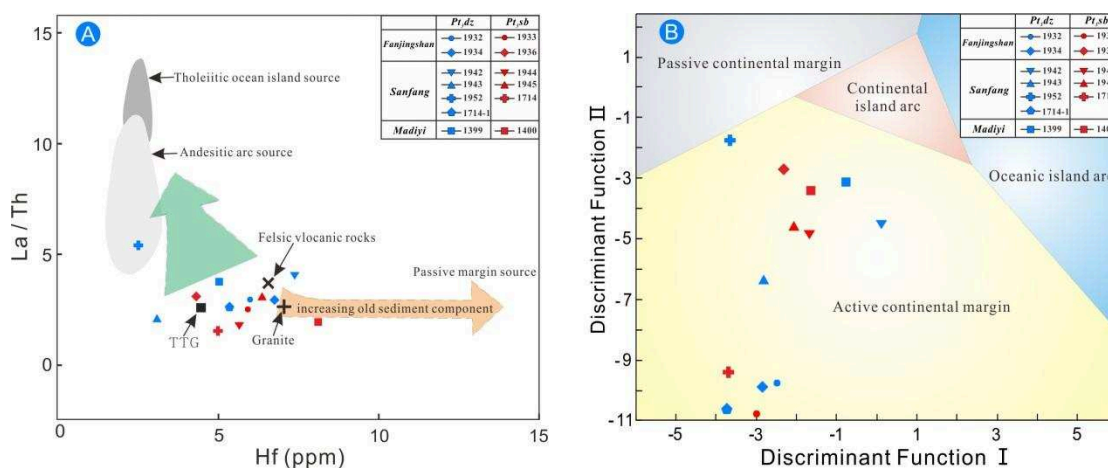 A
Pt₃dz Pt₃sb
Fanjingshan 1932 1933
1934 1936
Sanfang 1942 1944
1943 1945
1952 1714
1714-1
Madiyi 1399 1400
15
10
5
0
La / Th
Tholeiitic ocean island source
Andesitic arc source
Felsic vlocanic rocks
Passive margin source
increasing old sediment component
TTG
Granite
0 5 10 15
Hf (ppm)
B
Pt₃dz Pt₃sb
Fanjingshan 1932
1934
Sanfang 1942
1943
1952
1714-1
Madiyi 1399
1
-1
-3
-5
-7
-9
-11
Discriminant Function II
Passive continental margin
Continental
island arc
Oceanic island arc
Active continental margin
-5 -3 -1 1 3 5
Discriminant Function I